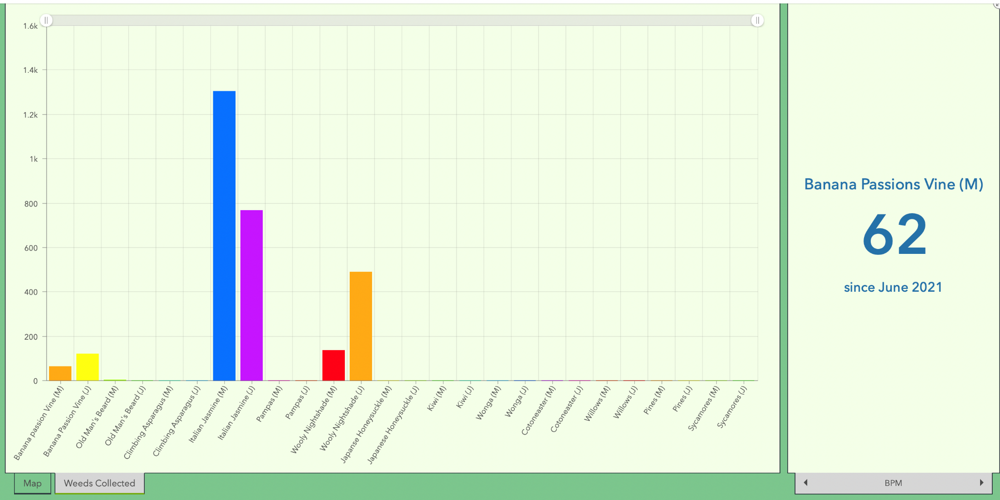 1.6k
1.4k
1.2k
1k
800
600
400
200
0
Banana passion Vine (M)
Banana Passion Vine (J)
Old Man's Beard (M)
Old Man's Beard (J)
Climbing Asparagus (M)
Climbing Asparagus (J)
Italian Jasmine (M)
Italian Jasmine (J)
Pampas (M)
Pampas (J)
Wooly Nightshade (M)
Wooly Nightshade (J)
Japanse Honeysuckle (M)
Japanese Honeysuckle (J)
Kiwi (M)
Kiwi (J)
Wonga (M)
Wonga (J)
Cotoneaster (M)
Cotoneaster (J)
Willows (M)
Willows (J)
Pines (M)
Pines (J)
Sycamores (M)
Sycamores (J)
Banana Passions Vine (M)
62
since June 2021
Map
Weeds Collected
BPM